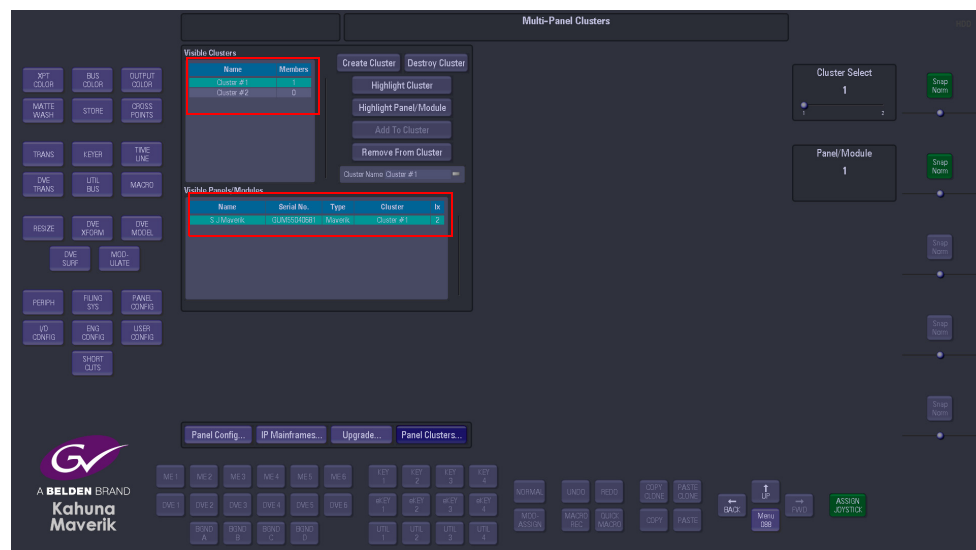 Multi-Panel Clusters
Visible Clusters
Name Members
Cluster #1 1
Cluster #2 0
Create Cluster Destroy Cluster
Highlight Cluster
Highlight Panel/Module
Add To Cluster
Remove From Cluster
Cluster Name: Cluster #1
Visible Panels/Modules
Name Serial No. Type Cluster Ix
S J Maverik GUM55040681 Maverik Cluster #1 2
Cluster Select
1
1 2
Snap
Norm
Panel/Module
1
Snap
Norm
Snap
Norm
Snap
Norm
Snap
Norm
XPT
COLOR
BUS
COLOR
OUTPUT
COLOR
MATTE
WASH
STORE
CROSS
POINTS
TRANS
KEYER
TIME
LINE
DVE
TRANS
UTIL
BUS
MACRO
RESIZE
DVE
XFORM
DVE
MODEL
DVE
SURF
MOD-
ULATE
PERIPH
FILING
SYS
PANEL
CONFIG
I/O
CONFIG
ENG
CONFIG
USER
CONFIG
SHORT
CUTS
Panel Config... IP Mainframes... Upgrade... Panel Clusters...
GV
A BELDEN BRAND
Kahuna
Maverik
ME 1 ME 2 ME 3 ME 4 ME 5 ME 6
DVE 1 DVE 2 DVE 3 DVE 4 DVE 5 DVE 6
BOND
A
BOND
B
BOND
C
BOND
D
KEY
1
KEY
2
KEY
3
KEY
4
eKEY
1
eKEY
2
eKEY
3
eKEY
4
UTIL
1
UTIL
2
UTIL
3
UTIL
4
NORMAL UNDO REDO
COPY
CLONE
PASTE
CLONE
MOD-
ASSIGN
MACRO
REC
QUICK
MACRO
COPY PASTE
←
BACK
↑
UP
Menu
088
→
FWD
ASSIGN
JOYSTICK